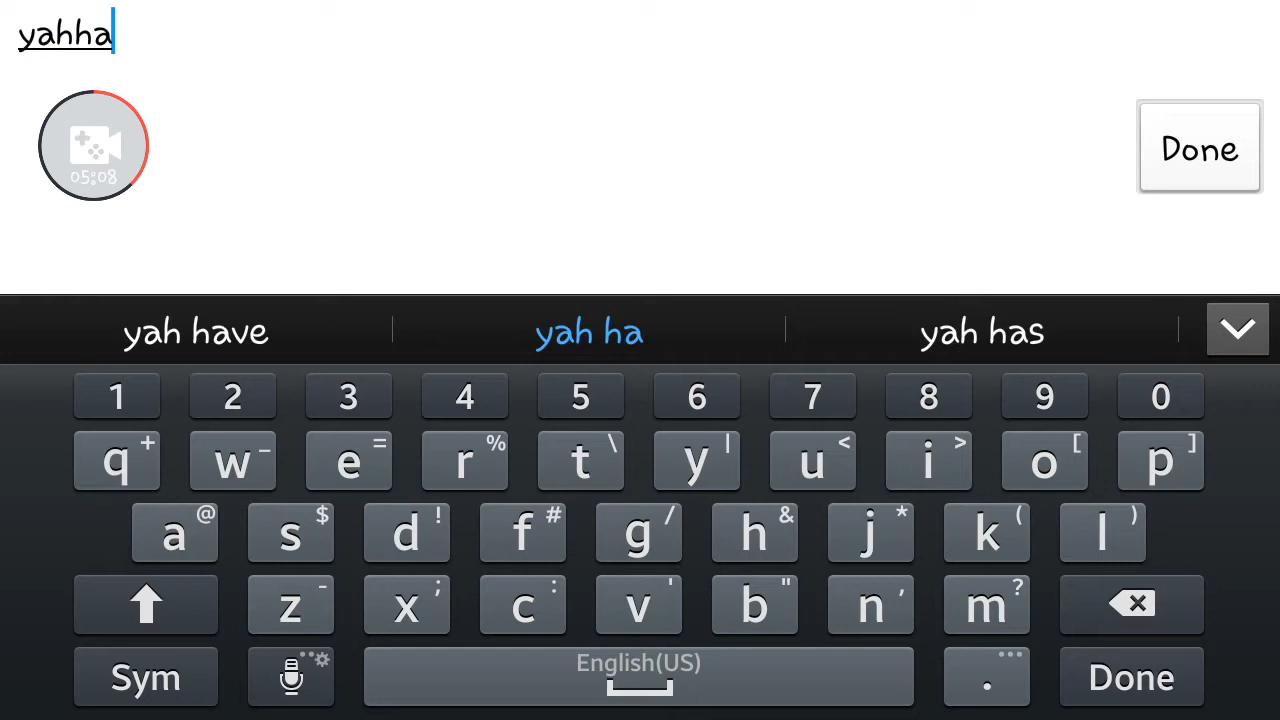 yahha
05:08
Done
yah have yah ha yah has
1 2 3 4 5 6 7 8 9 0
q + w _ e = r % t \ y | u < i > o [ p ]
a @ s $ d ! f # g / h & j * k ( l )
z - x ; c : v ' b " n , m ?
Sym English(US) . ... Done